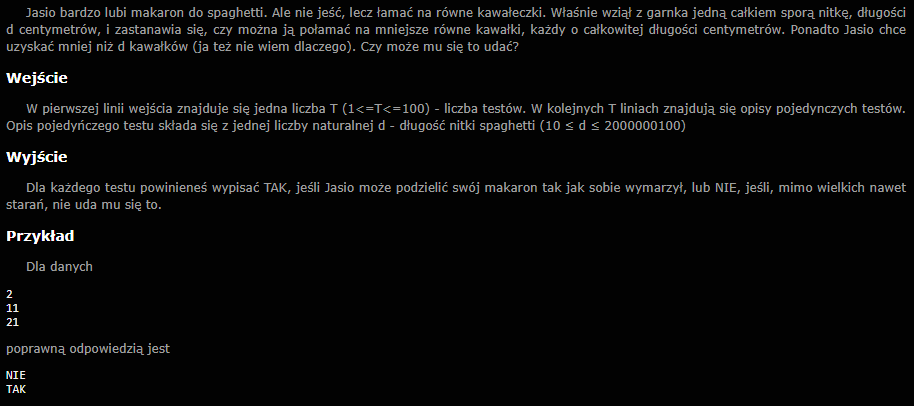 Jasio bardzo lubi makaron do spaghetti. Ale nie jeść, lecz łamać na równe kawałeczki. Właśnie wziął z garnka jedną całkiem sporą nitkę, długości
d centymetrów, i zastanawia się, czy można ją połamać na mniejsze równe kawałki, każdy o całkowitej długości centymetrów. Ponadto Jasio chce
uzyskać mniej niż d kawałków (ja też nie wiem dlaczego). Czy może mu się to udać?
Wejście
W pierwszej linii wejścia znajduje się jedna liczba T (1<=T<=100) - liczba testów. W kolejnych T liniach znajdują się opisy pojedynczych testów.
Opis pojedyńczego testu składa się z jednej liczby naturalnej d - długość nitki spaghetti (10 ≤ d ≤ 2000000100)
Wyjście
Dla każdego testu powinieneś wypisać TAK, jeśli Jasio może podzielić swój makaron tak jak sobie wymarzył, lub NIE, jeśli, mimo wielkich nawet
starań, nie uda mu się to.
Przykład
Dla danych
2
11
21
poprawną odpowiedzią jest
NIE
TAK